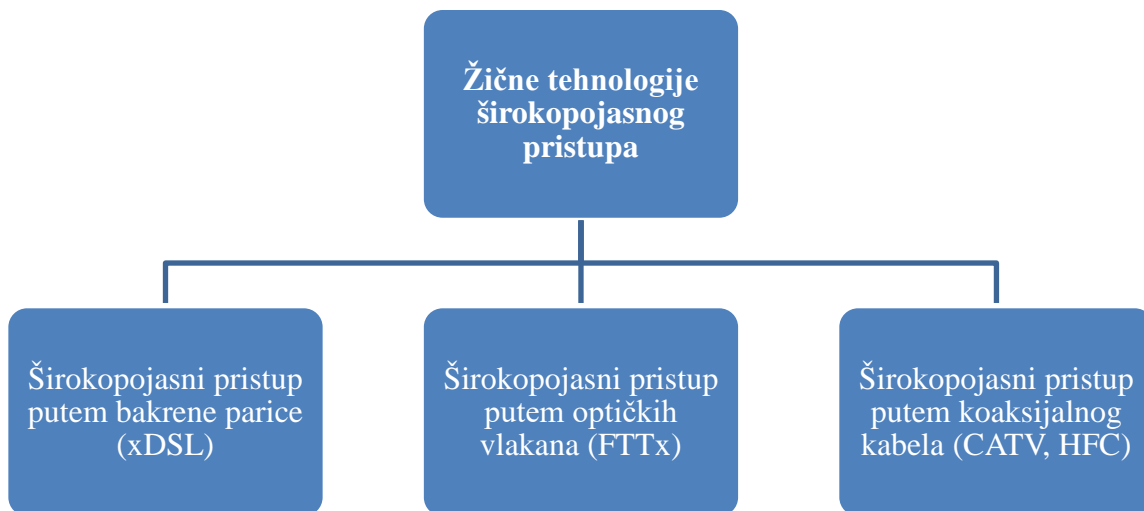 Žične tehnologije
širokopojasnog
pristupa
Širokopojasni pristup
putem bakrene parice
(xDSL)
Širokopojasni pristup
putem optičkih
vlakana (FTTx)
Širokopojasni pristup
putem koaksijalnog
kabela (CATV, HFC)